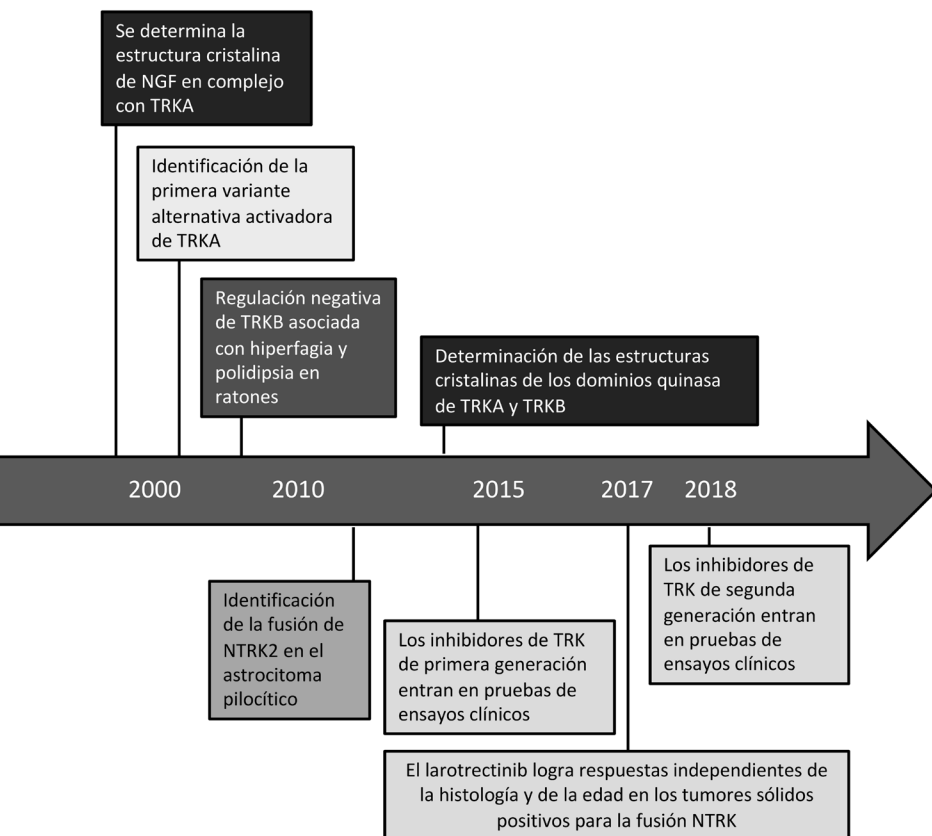 Se determina la
estructura cristalina
de NGF en complejo
con TRKA
Identificación de la
primera variante
alternativa activadora
de TRKA
Regulación negativa
de TRKB asociada
con hiperfagia y
polidipsia en
ratones
Determinación de las estructuras
cristalinas de los dominios quinasa
de TRKA y TRKB
2000 2010 2015 2017 2018
Identificación
de la fusión de
NTRK2 en el
astrocitoma
pilocítico
Los inhibidores de TRK
de primera generación
entran en pruebas de
ensayos clínicos
Los inhibidores de
TRK de segunda
generación entran
en pruebas de
ensayos clínicos
El larotrectinib logra respuestas independientes de
la histología y de la edad en los tumores sólidos
positivos para la fusión NTRK